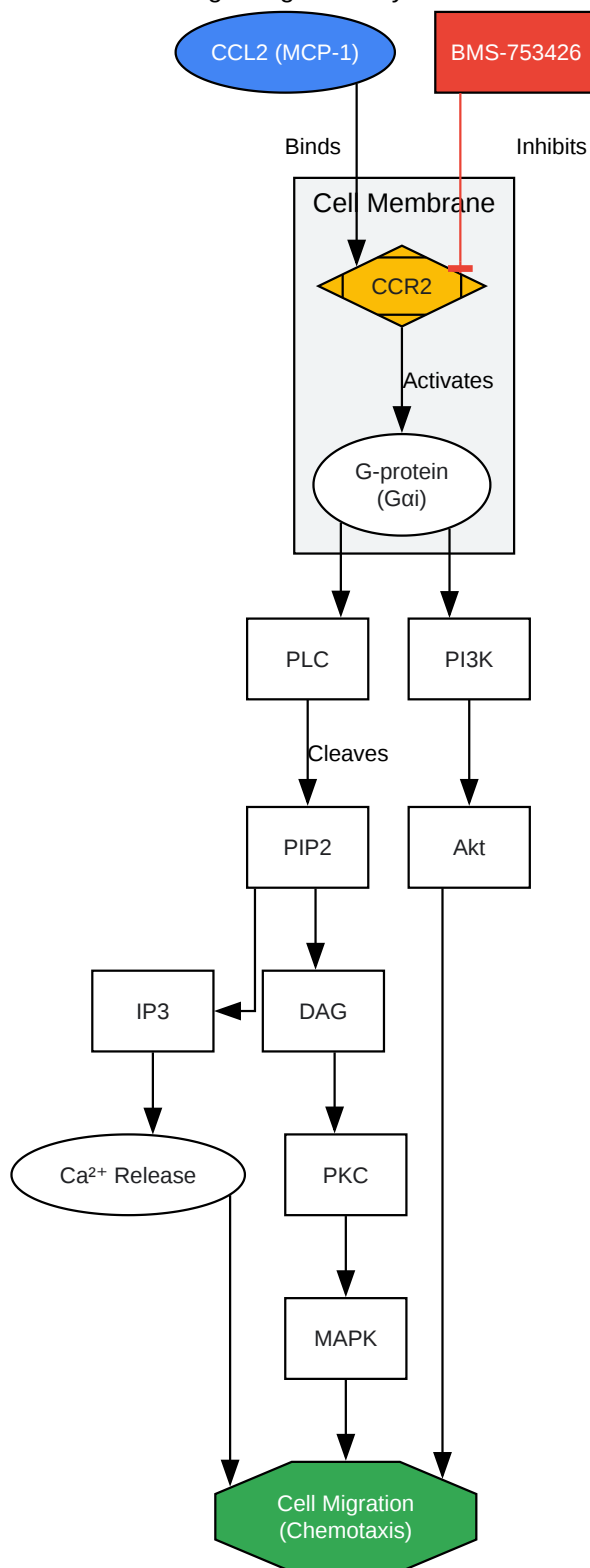 CCL2 (MCP-1)
BMS-753426
Binds
Inhibits
Cell Membrane
CCR2
Activates
G-protein
(Gαi)
PLC
PI3K
Cleaves
PIP2
Akt
IP3
DAG
Ca²⁺ Release
PKC
MAPK
Cell Migration
(Chemotaxis)